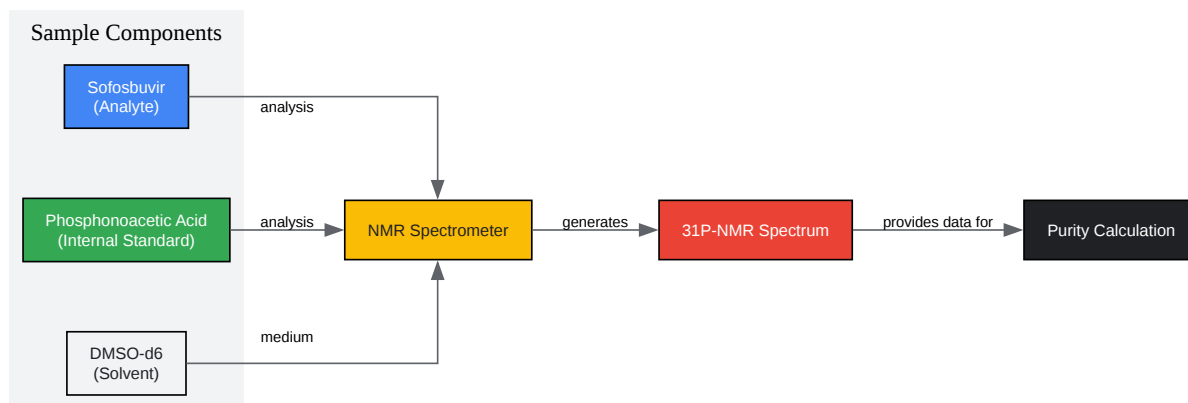 Sample Components
Sofosbuvir
(Analyte)
analysis
Phosphonoacetic Acid
(Internal Standard)
analysis
NMR Spectrometer
generates
31P-NMR Spectrum
provides data for
Purity Calculation
DMSO-d6
(Solvent)
medium